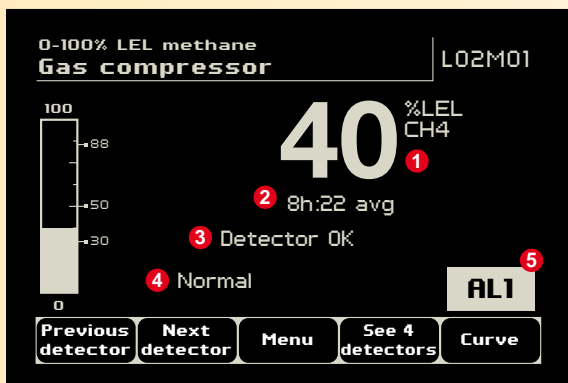 0-100% LEL methane
Gas compressor
L02M01
100
88
50
30
0
40
%LEL
CH4
1
2
8h:22 avg
3
Detector OK
4
Normal
5
AL1
Previous detector
Next detector
Menu
See 4 detectors
Curve